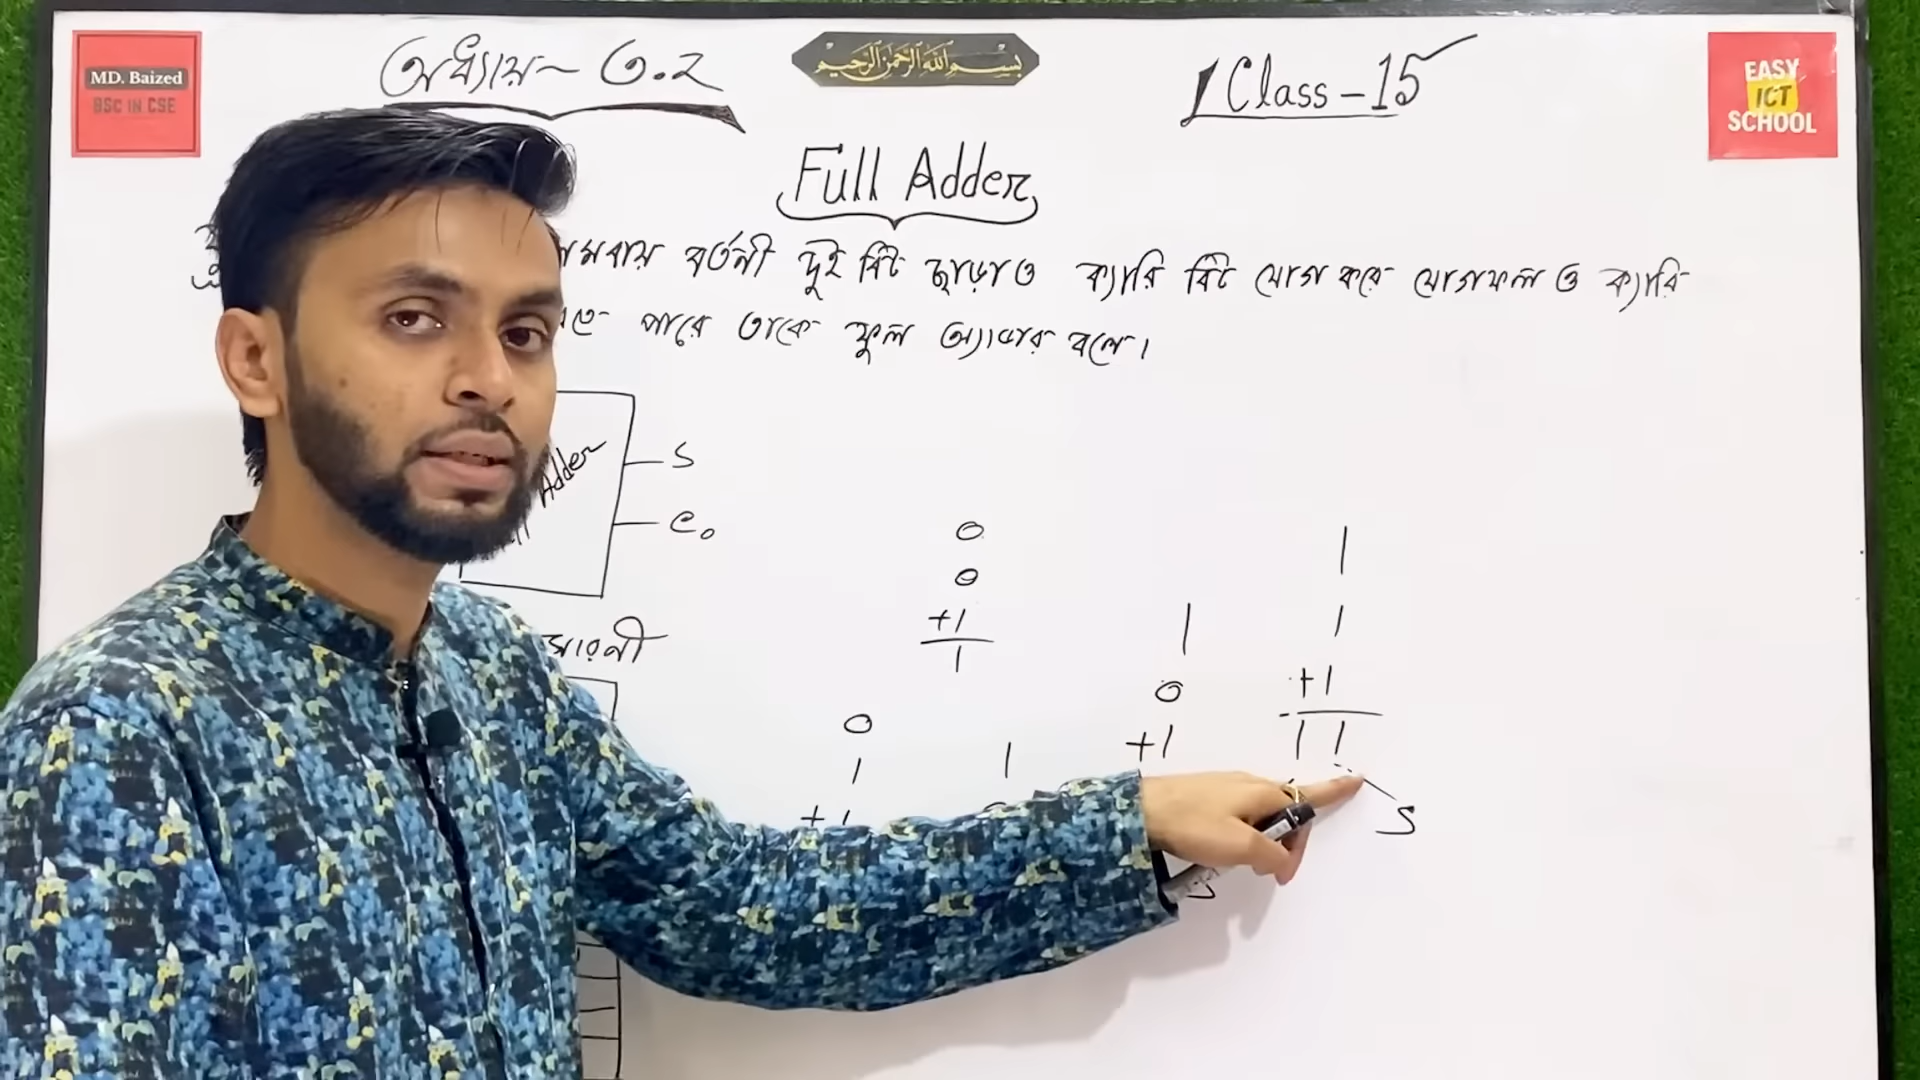 MD. Baized
BSC IN CSE
অধ্যায়- ৩.২
بسم الله الرحمن الرحيم
Class-15
EASY
ICT
SCHOOL
Full Adder
বর্তনী দুই বিট ছাড়াও ক্যারি বিট যোগ করে যোগফল ও ক্যারি
পারে তাকে ফুল অ্যাডার বলে।
Adder
S
C₀
0
0
+1
1
সারণী
0
1
+1
1
1
0
+1
1
1
+1
11
S